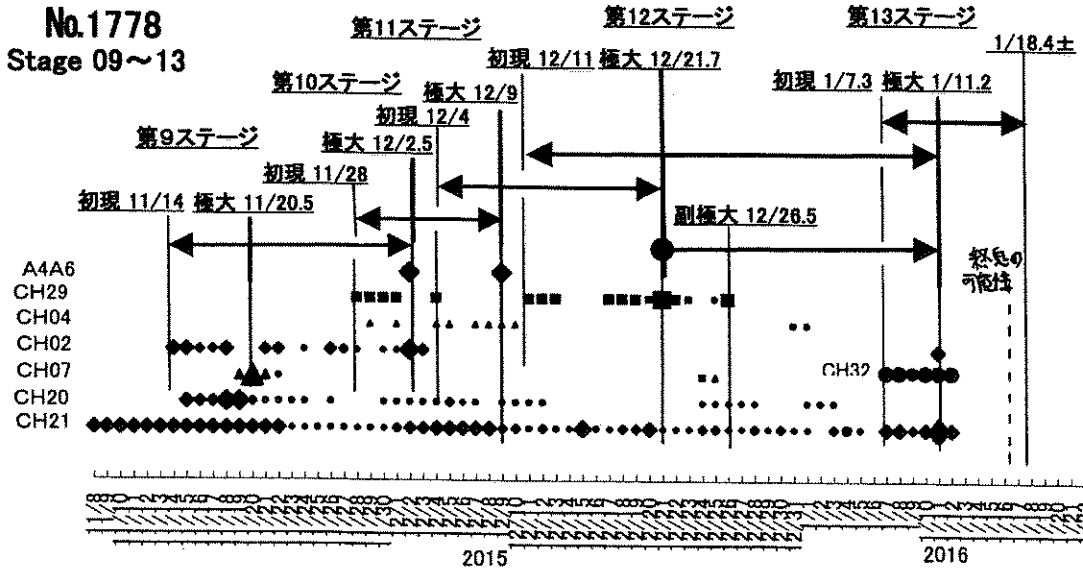 No.1778
Stage 09～13
第9ステージ
初現 11/14 極大 11/20.5
第10ステージ
初現 11/28
極大 12/2.5
第11ステージ
初現 12/4
極大 12/9
第12ステージ
初現 12/11 極大 12/21.7
副極大 12/26.5
第13ステージ
初現 1/7.3 極大 1/11.2
1/18.4±
終息の
可能性
A4A6
CH29
CH04
CH02
CH07
CH20
CH21
CH32
2015
2016